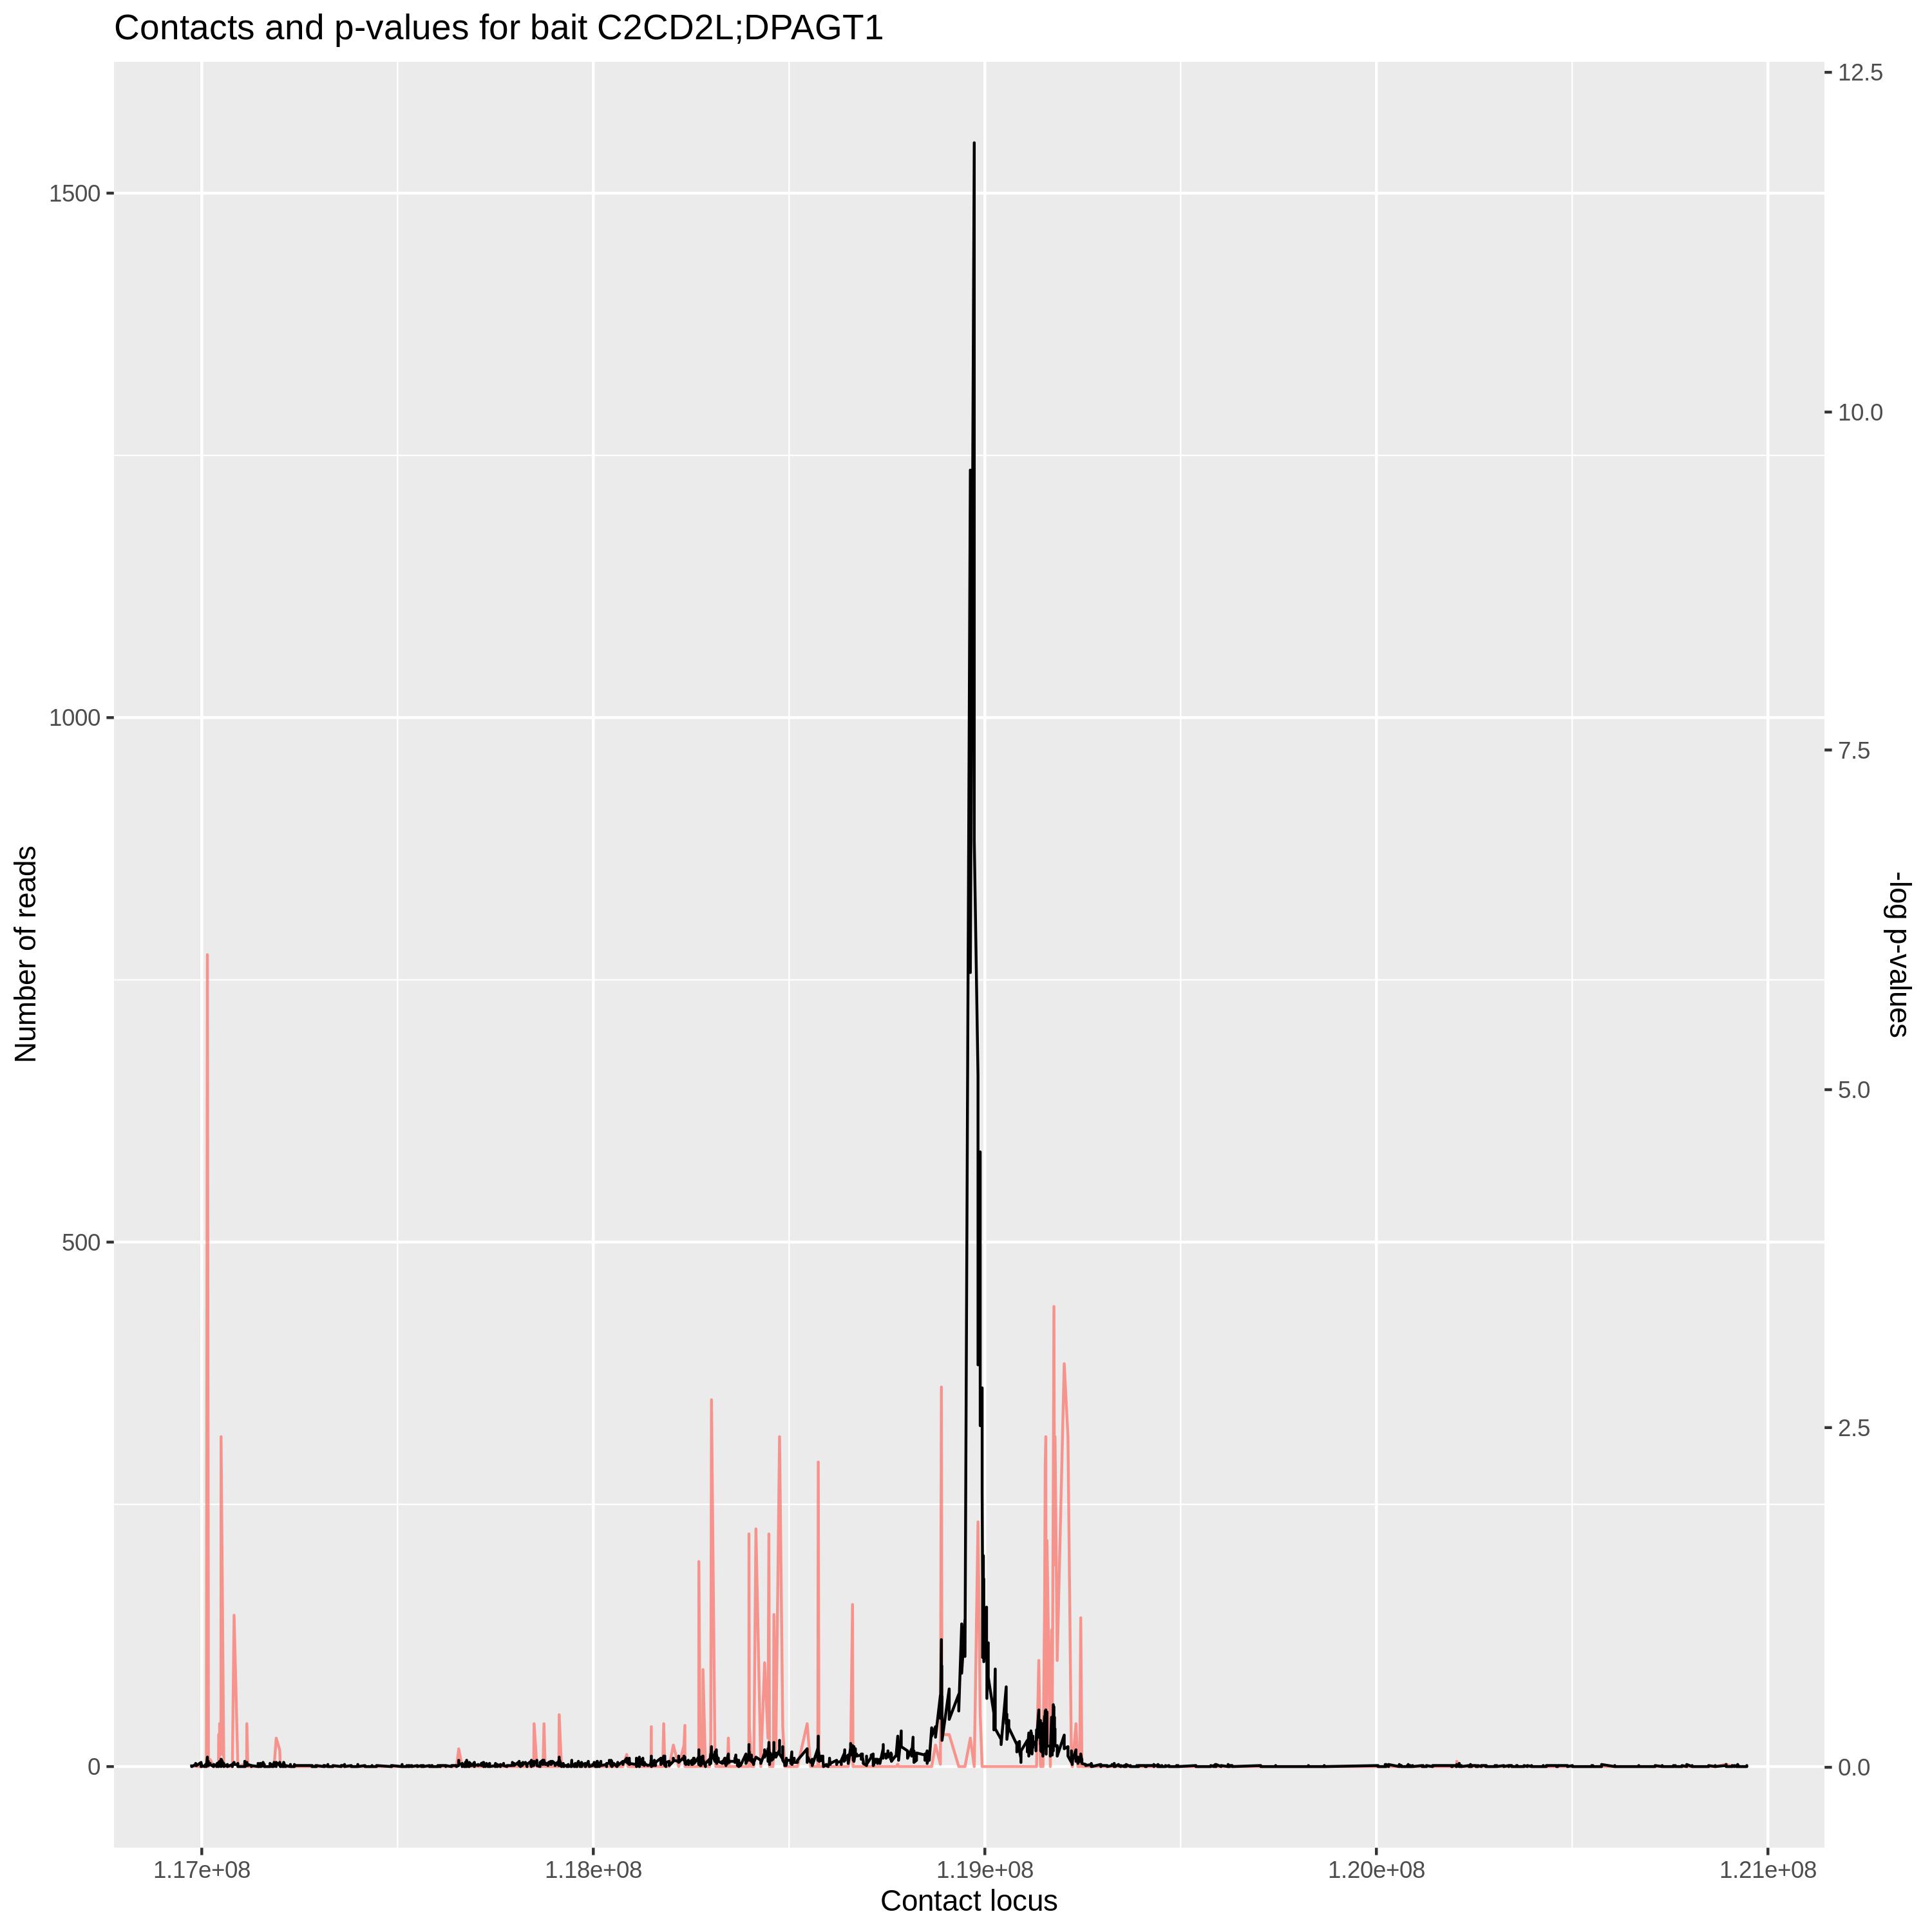 Contacts and p-values for bait C2CD2L;DPAGT1
Number of reads
1500
1000
500
0
12.5
10.0
7.5
5.0
2.5
0.0
-log p-values
1.17e+08
1.18e+08
1.19e+08
1.20e+08
1.21e+08
Contact locus